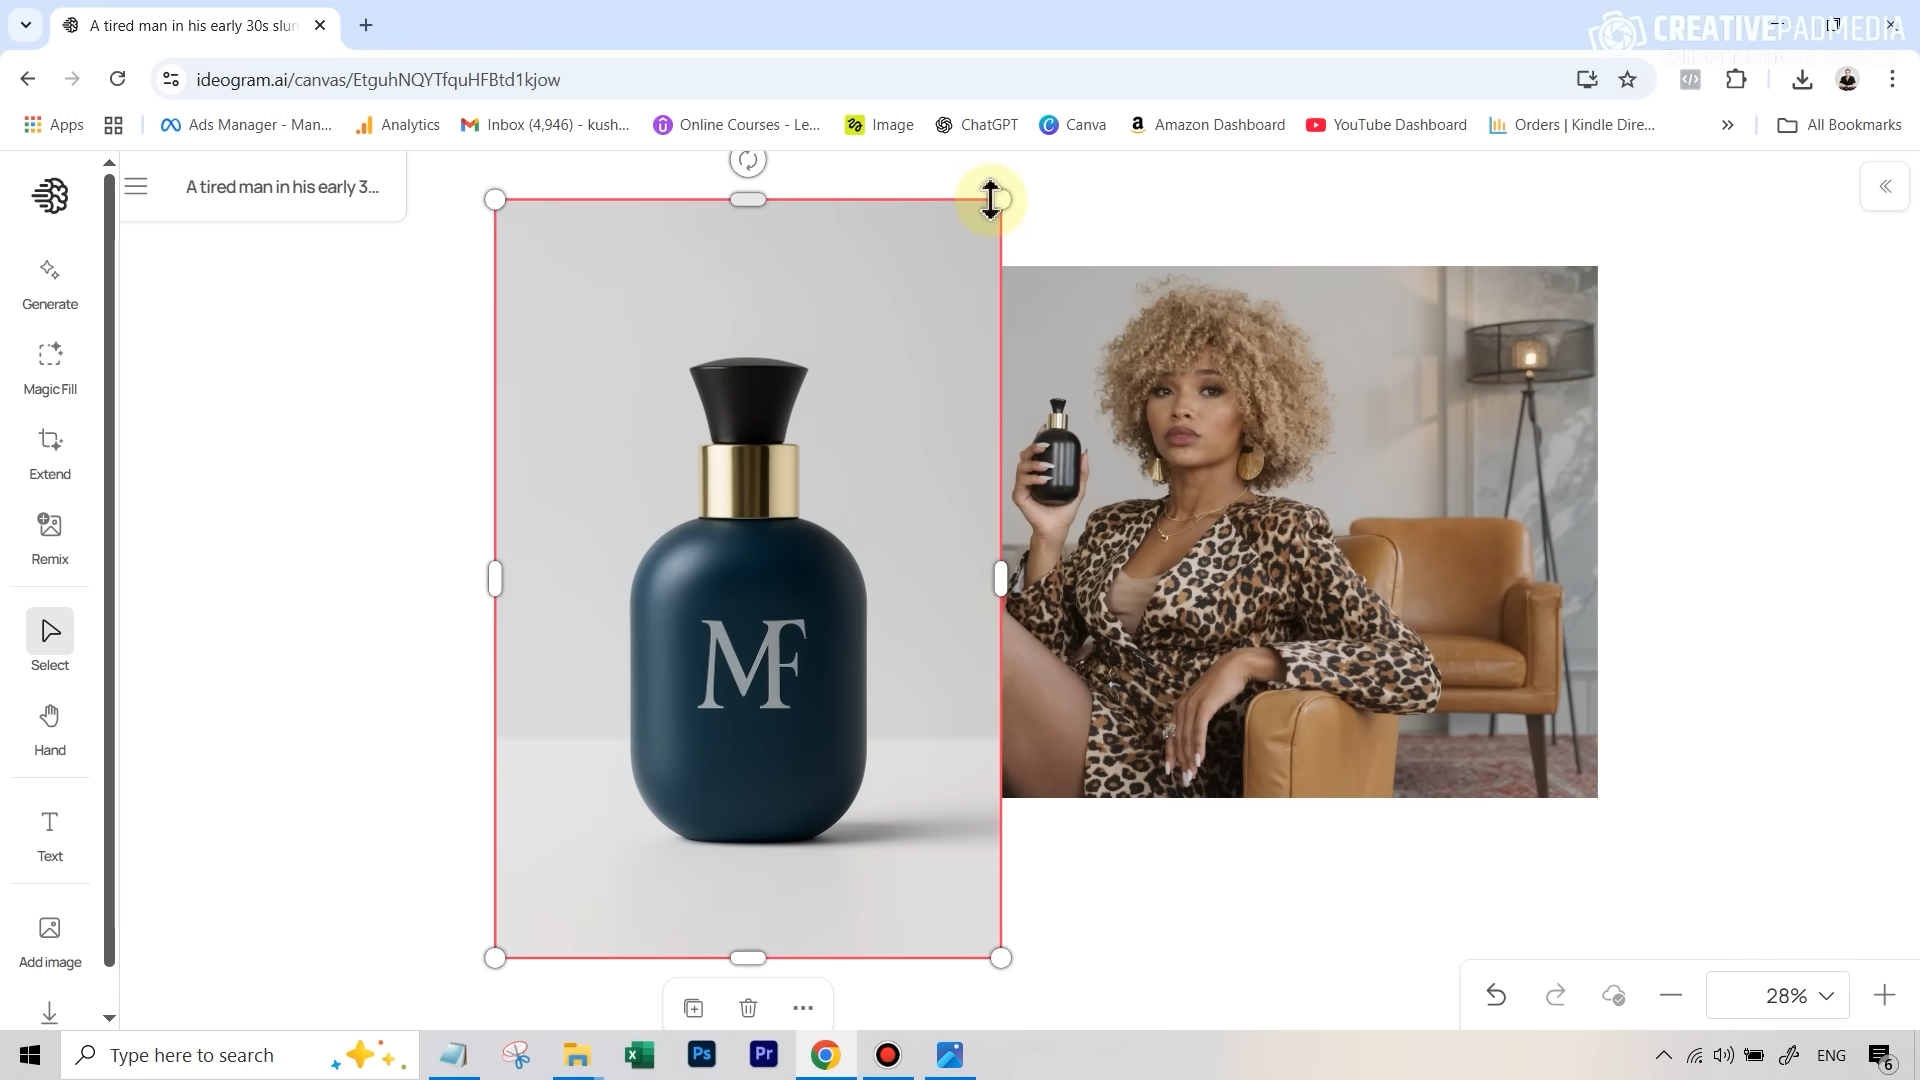 A tired man in his early 30s slun
CREATIVEPADMEDIA
ideogram.ai/canvas/EtguhNQYTfquHFBtd1kjow
Apps
Ads Manager - Man...
Analytics
Inbox (4,946) - kush...
Online Courses - Le...
Image
ChatGPT
Canva
Amazon Dashboard
YouTube Dashboard
Orders | Kindle Dire...
All Bookmarks
A tired man in his early 3...
Generate
Magic Fill
Extend
Remix
Select
Hand
Text
Add image
MF
28%
Type here to search
Ps
Pr
ENG
6